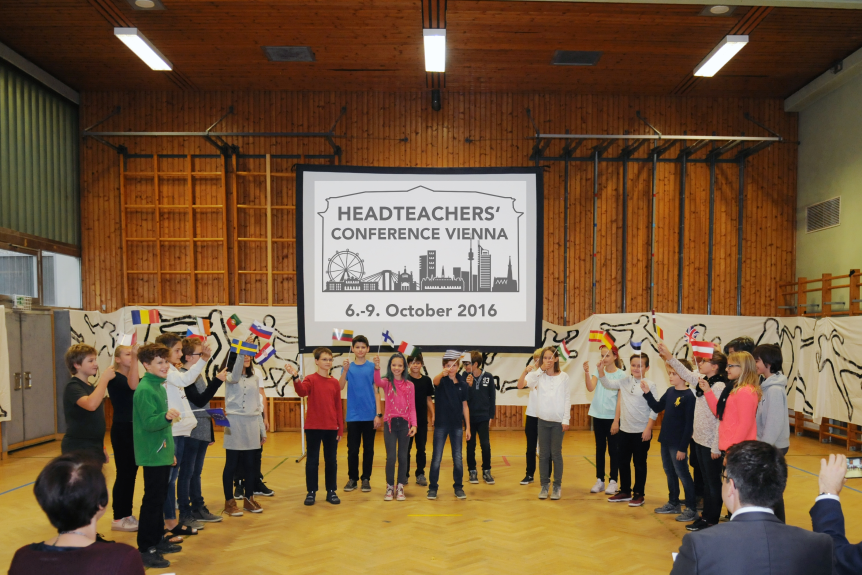 HEADTEACHERS‘
CONFERENCE VIENNA
6.-9. October 2016